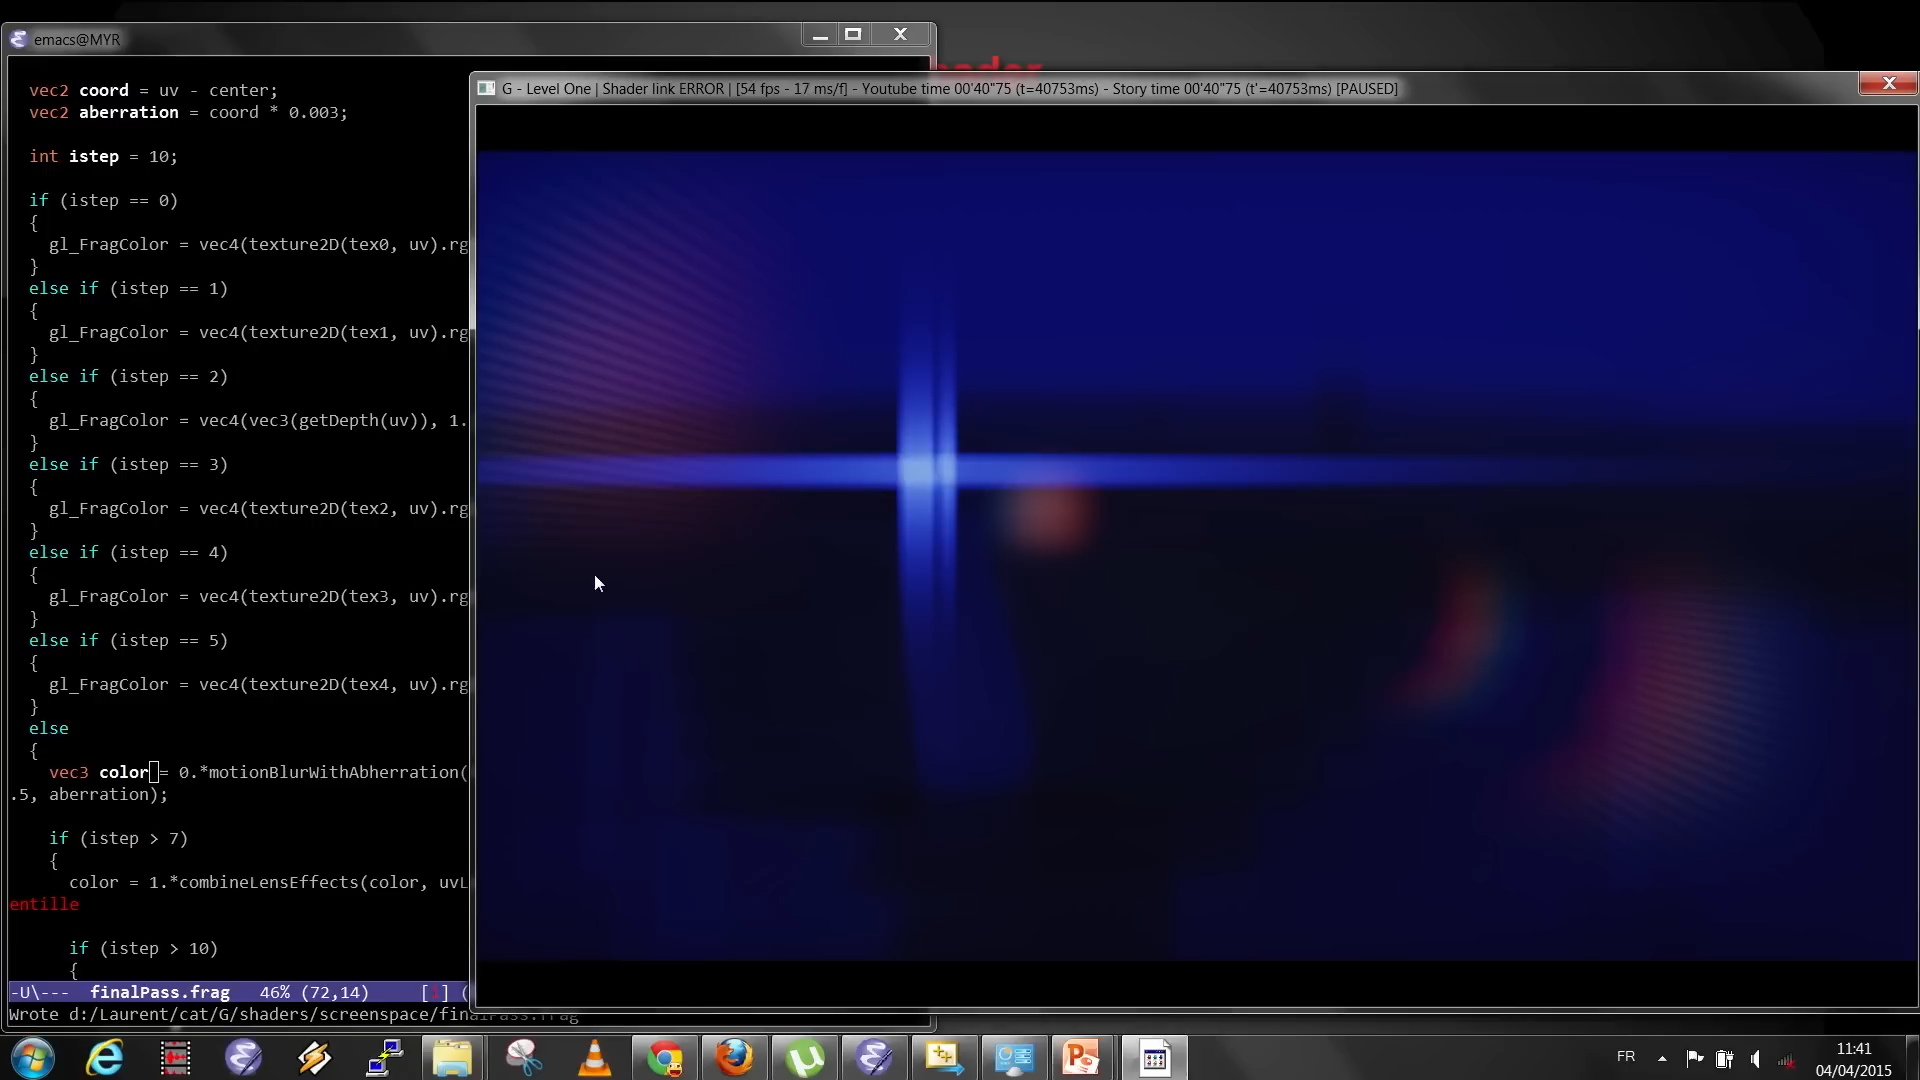 emacs@MYR
vec2 coord = uv - center;
vec2 aberration = coord * 0.003;
int istep = 10;
if (istep == 0)
{
gl_FragColor = vec4(texture2D(tex0, uv).rg
}
else if (istep == 1)
{
gl_FragColor = vec4(texture2D(tex1, uv).rg
}
else if (istep == 2)
{
gl_FragColor = vec4(vec3(getDepth(uv)), 1.
}
else if (istep == 3)
{
gl_FragColor = vec4(texture2D(tex2, uv).rg
}
else if (istep == 4)
{
gl_FragColor = vec4(texture2D(tex3, uv).rg
}
else if (istep == 5)
{
gl_FragColor = vec4(texture2D(tex4, uv).rg
}
else
{
vec3 color = 0.*motionBlurWithAbherration(
.5, aberration);
if (istep > 7)
{
color = 1.*combineLensEffects(color, uvL
entille
if (istep > 10)
{
-U\--- finalPass.frag 46% (72,14) [ ] (
Wrote d:/Laurent/cat/G/shaders/screenspace/finalPass.frag
G - Level One | Shader link ERROR | [54 fps - 17 ms/f] - Youtube time 00'40"75 (t=40753ms) - Story time 00'40"75 (t'=40753ms) [PAUSED]
FR
11:41
04/04/2015